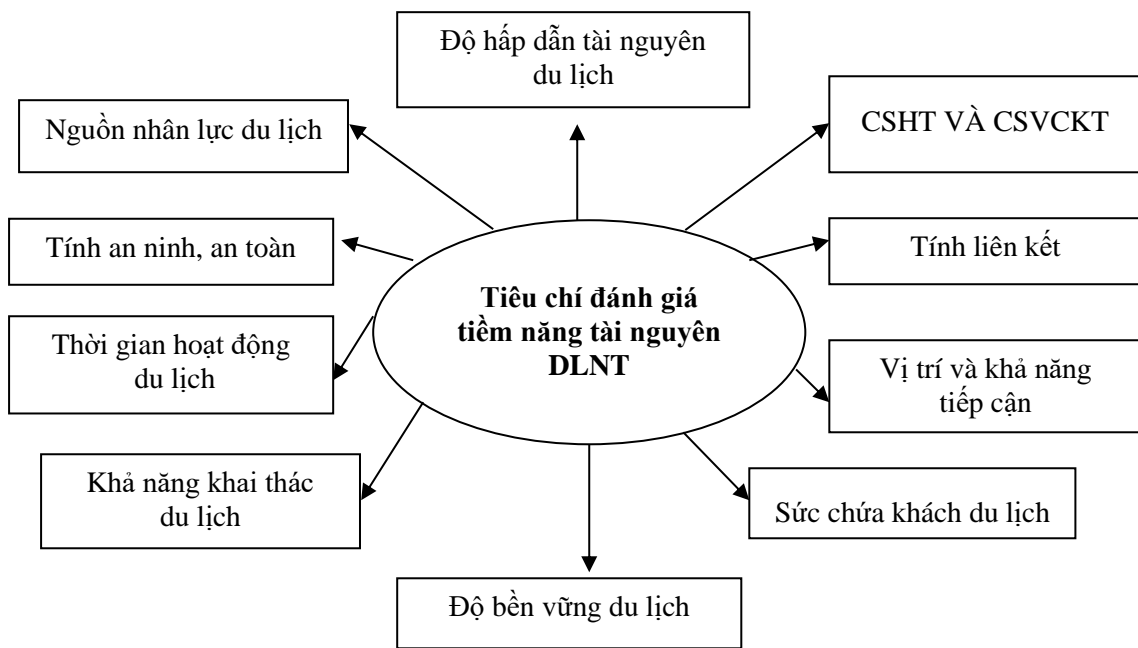 Độ hấp dẫn tài nguyên
du lịch
Nguồn nhân lực du lịch
CSHT VÀ CSVCKT
Tính an ninh, an toàn
Tính liên kết
Tiêu chí đánh giá
tiềm năng tài nguyên
DLNT
Thời gian hoạt động
du lịch
Vị trí và khả năng
tiếp cận
Khả năng khai thác
du lịch
Sức chứa khách du lịch
Độ bền vững du lịch